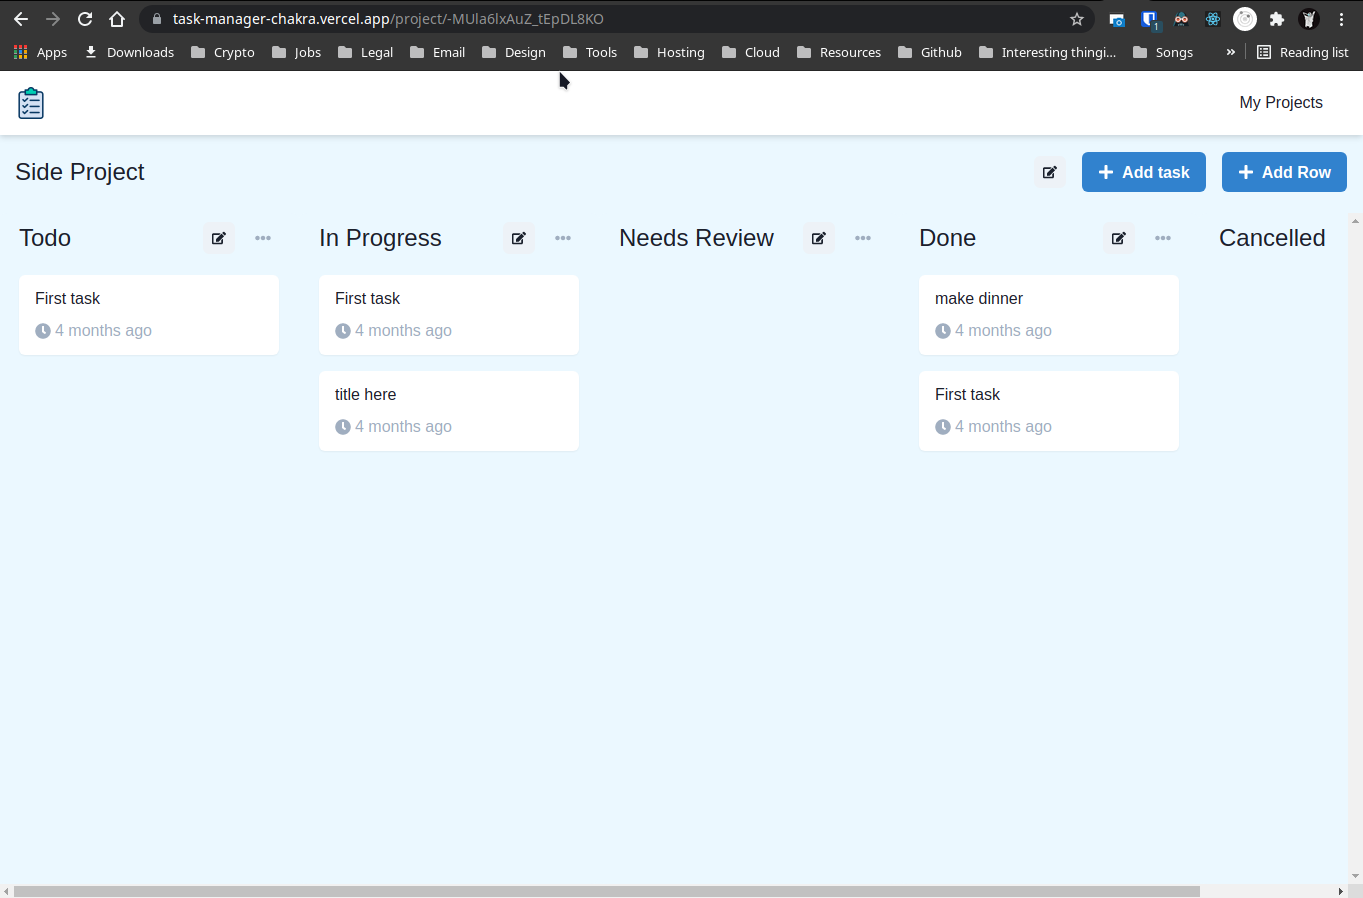 task-manager-chakra.vercel.app/project/-MUla6lxAuZ_tEpDL8KO
1
Apps Downloads Crypto Jobs Legal Email Design Tools Hosting Cloud Resources Github Interesting thingi... Songs » Reading list
My Projects
Side Project
Add task
Add Row
Todo
In Progress
Needs Review
Done
Cancelled
First task
4 months ago
First task
4 months ago
title here
4 months ago
make dinner
4 months ago
First task
4 months ago